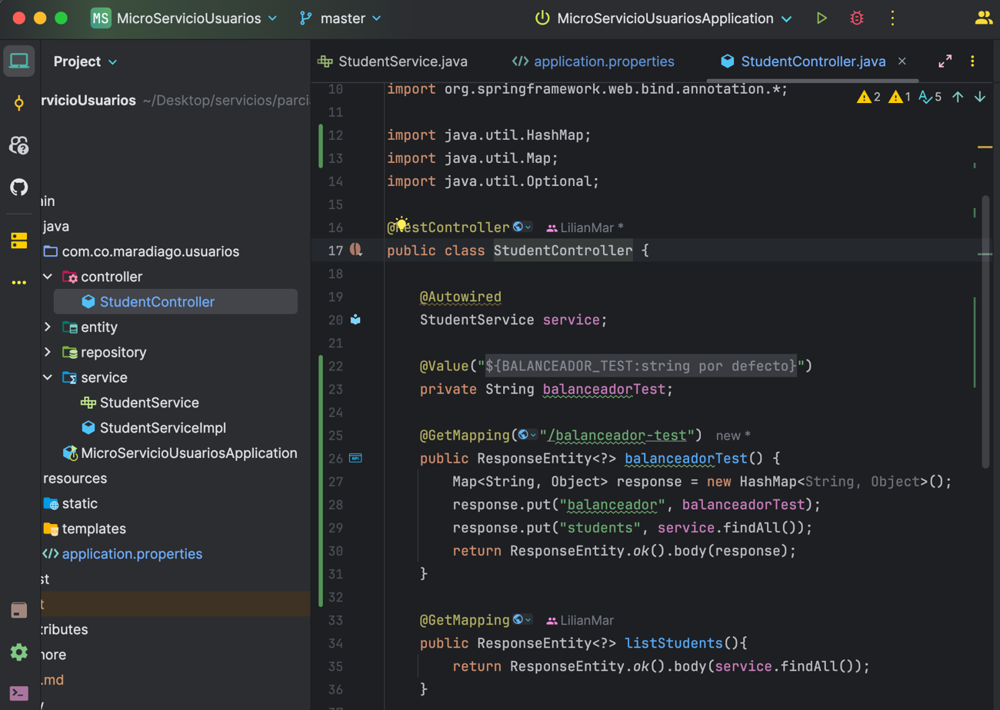 MS MicroServicioUsuarios master MicroServicioUsuariosApplication
Project
StudentService.java application.properties StudentController.java
rvicioUsuarios ~/Desktop/servicios/parci
ain
java
com.co.maradiago.usuarios
controller
StudentController
entity
repository
service
StudentService
StudentServiceImpl
MicroServicioUsuariosApplication
resources
static
templates
application.properties
st
t
tributes
nore
.md
2 1 5
10 import org.springframework.web.bind.annotation.*;
11
12 import java.util.HashMap;
13 import java.util.Map;
14 import java.util.Optional;
15
16 @RestController LilianMar *
17 public class StudentController {
18
19 @Autowired
20 StudentService service;
21
22 @Value("${BALANCEADOR_TEST:string por defecto}")
23 private String balanceadorTest;
24
25 @GetMapping("/balanceador-test") new *
26 public ResponseEntity<?> balanceadorTest() {
27 Map<String, Object> response = new HashMap<String, Object>();
28 response.put("balanceador", balanceadorTest);
29 response.put("students", service.findAll());
30 return ResponseEntity.ok().body(response);
31 }
32
33 @GetMapping LilianMar
34 public ResponseEntity<?> listStudents(){
35 return ResponseEntity.ok().body(service.findAll());
36 }